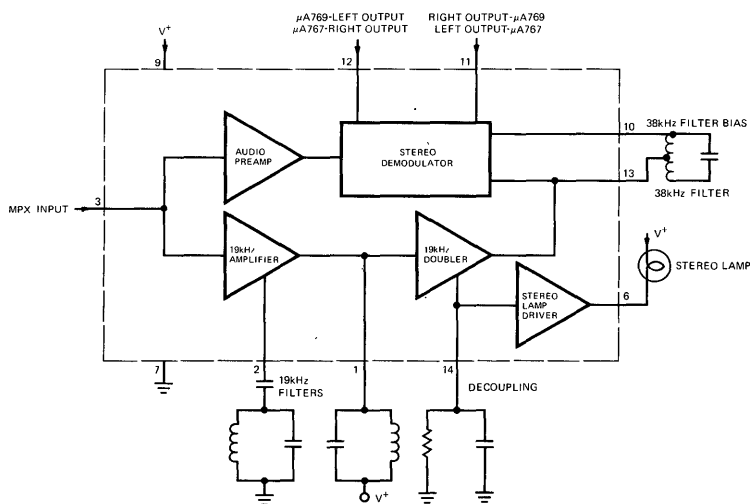 μA769-LEFT OUTPUT
μA767-RIGHT OUTPUT
RIGHT OUTPUT-μA769
LEFT OUTPUT-μA767
V+
9
12
11
AUDIO
PREAMP
STEREO
DEMODULATOR
10
38kHz FILTER BIAS
13
38kHz FILTER
MPX INPUT
3
19kHz
AMPLIFIER
19kHz
DOUBLER
V+
STEREO LAMP
STEREO
LAMP
DRIVER
6
7
2
19kHz
FILTERS
1
14
DECOUPLING
V+